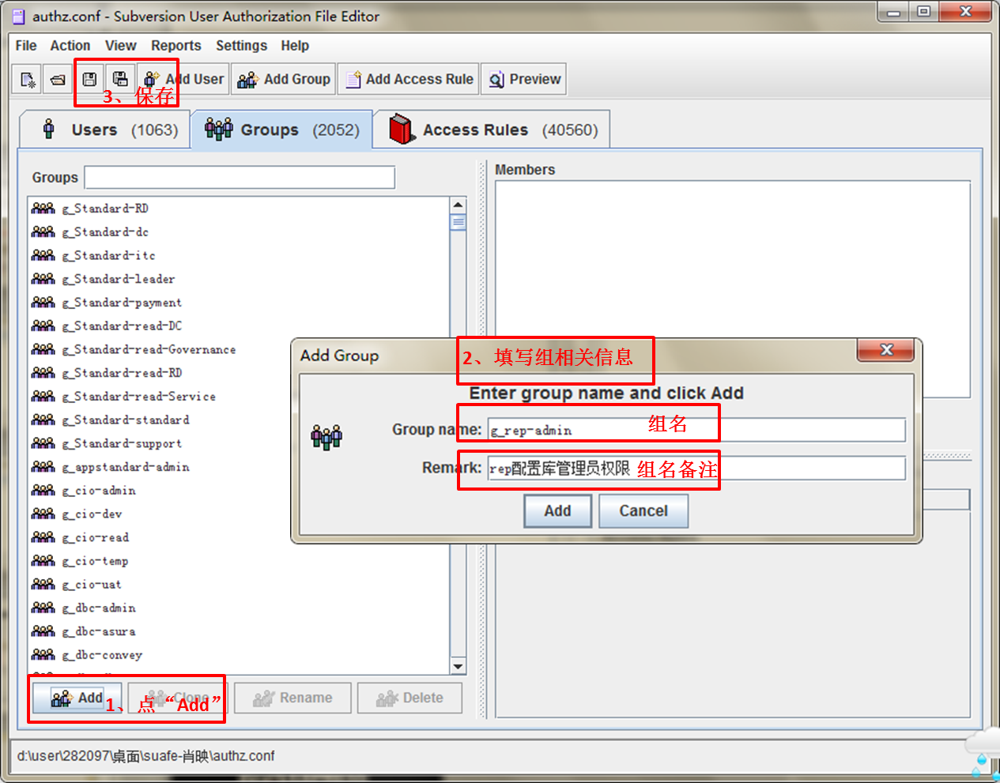 authz.conf - Subversion User Authorization File Editor
File Action View Reports Settings Help
Add User Add Group Add Access Rule Preview
3、保存
Users (1063) Groups (2052) Access Rules (40560)
Groups
Members
g_Standard-RD
g_Standard-dc
g_Standard-itc
g_Standard-leader
g_Standard-payment
g_Standard-read-DC
g_Standard-read-Governance
g_Standard-read-RD
g_Standard-read-Service
g_Standard-standard
g_Standard-support
g_appstandard-admin
g_cio-admin
g_cio-dev
g_cio-read
g_cio-temp
g_cio-uat
g_dbc-admin
g_dbc-asura
g_dbc-convey
Add Group
2、填写组相关信息
Enter group name and click Add
Group name: g_rep-admin 组名
Remark: rep配置库管理员权限 组名备注
Add Cancel
Add Clone Rename Delete
1、点“Add”
d:\user\282097\桌面\suafe-肖映\authz.conf